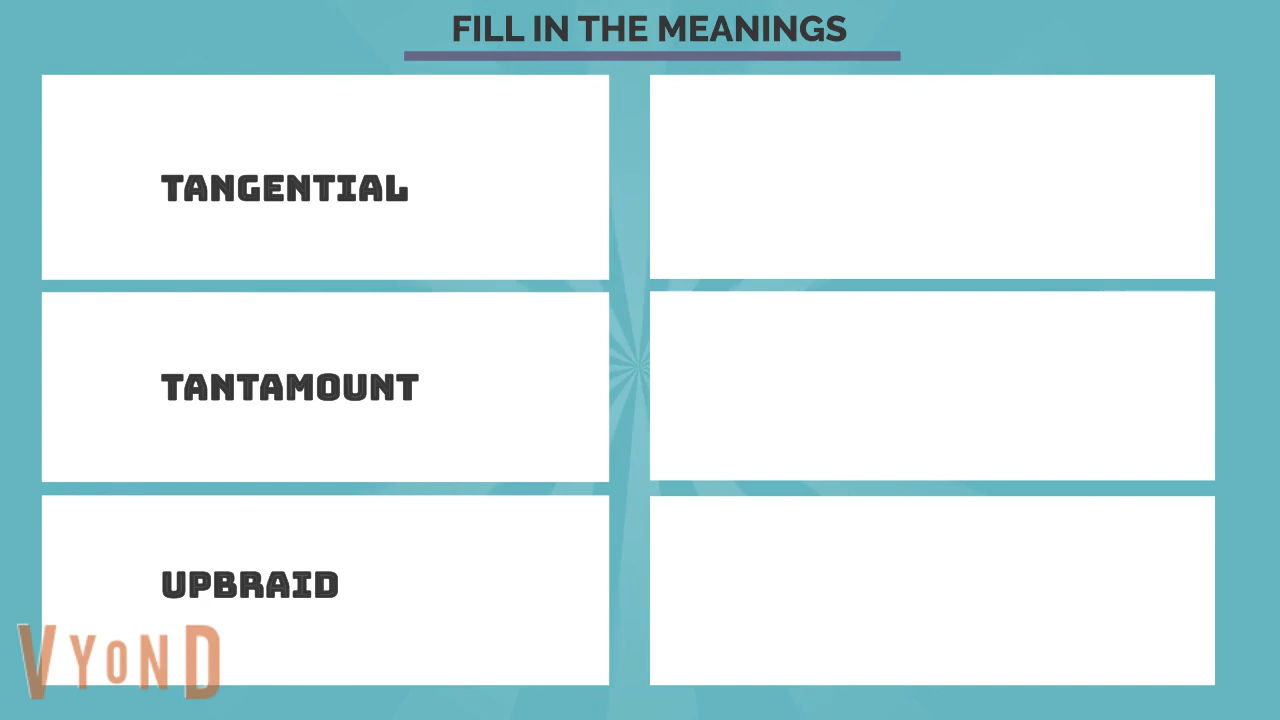 FILL IN THE MEANINGS
TANGENTIAL
TANTAMOUNT
UPBRAID
VYOND